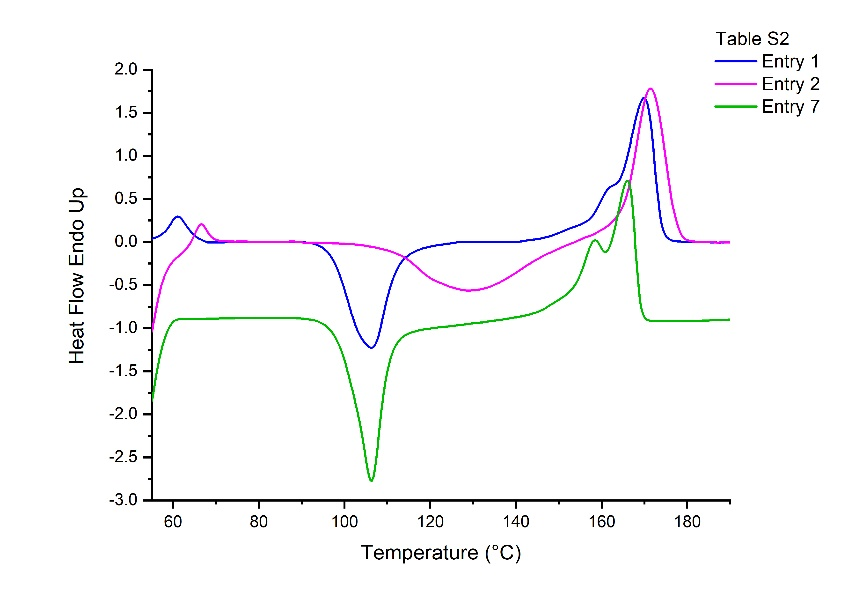 Table S2
Entry 1
Entry 2
Entry 7
2.0
1.5
1.0
0.5
0.0
-0.5
-1.0
-1.5
-2.0
-2.5
-3.0
Heat Flow Endo Up
60 80 100 120 140 160 180
Temperature (°C)